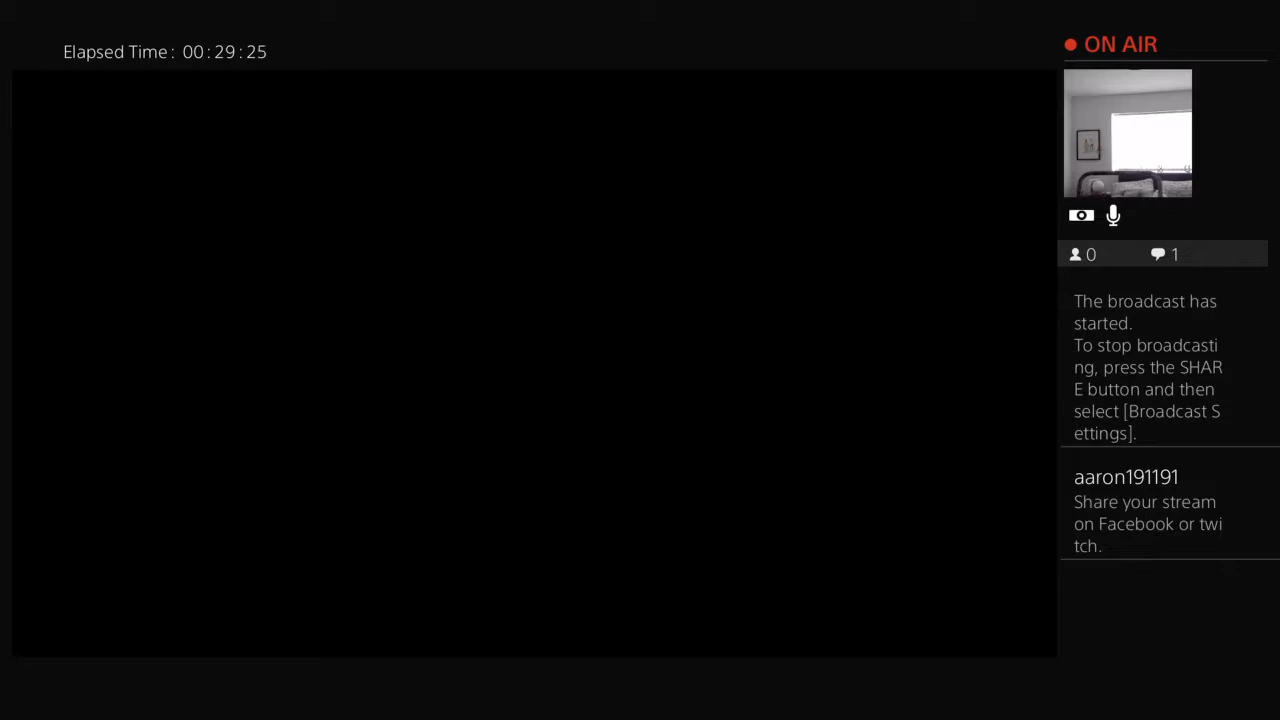 Elapsed Time: 00:29:25
ON AIR
0 1
The broadcast has
started.
To stop broadcasti
ng, press the SHAR
E button and then
select [Broadcast S
ettings].
aaron191191
Share your stream
on Facebook or twi
tch.